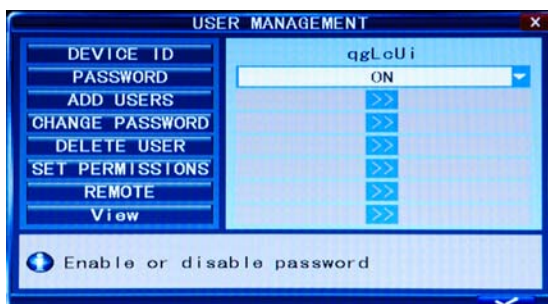 USER MANAGEMENT
DEVICE ID qgLcUi
PASSWORD ON
ADD USERS >>
CHANGE PASSWORD >>
DELETE USER >>
SET PERMISSIONS >>
REMOTE >>
View >>
Enable or disable password